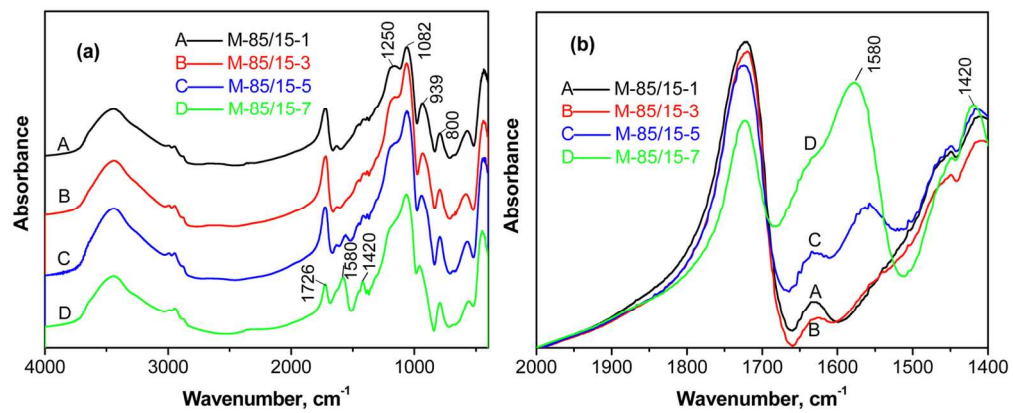 (a)
A M-85/15-1
B M-85/15-3
C M-85/15-5
D M-85/15-7
1250
1082
939
800
A
B
C
D
1726
1580
1420
Absorbance
4000 3000 2000 1000
Wavenumber, cm-1
(b)
A M-85/15-1
B M-85/15-3
C M-85/15-5
D M-85/15-7
1580
1420
D
C
A
B
Absorbance
2000 1900 1800 1700 1600 1500 1400
Wavenumber, cm-1